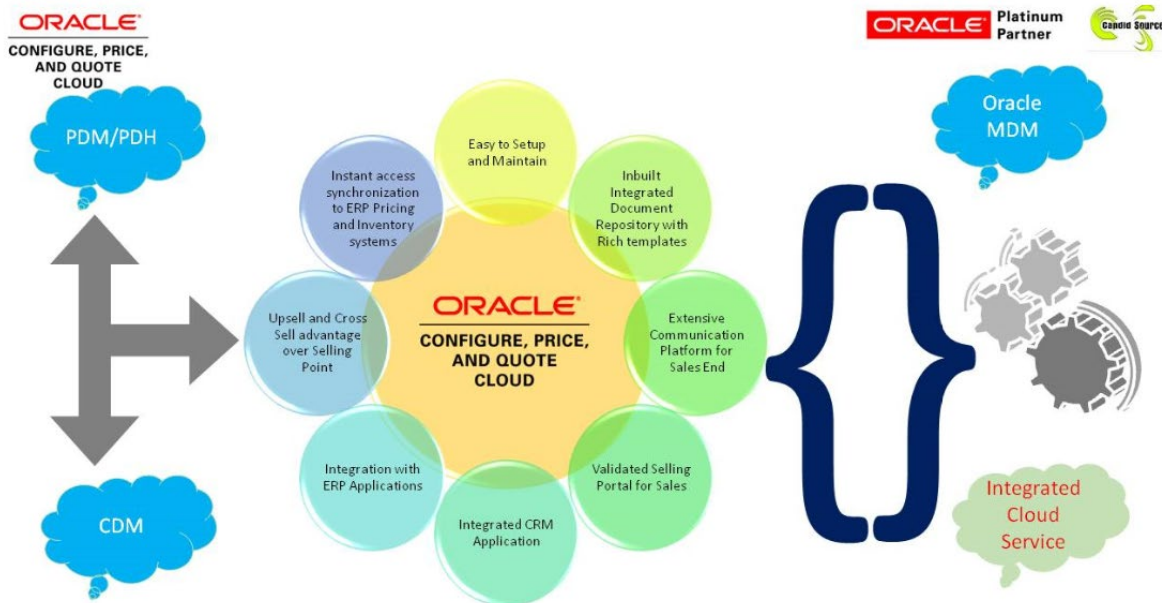 ORACLE®
CONFIGURE, PRICE,
AND QUOTE
CLOUD
ORACLE®
Platinum
Partner
Candid Source
PDM/PDH
Oracle
MDM
Easy to Setup
and Maintain
Instant access
synchronization
to ERP Pricing
and Inventory
systems
Inbuilt
Integrated
Document
Repository with
Rich templates
Upsell and Cross
Sell advantage
over Selling
Point
ORACLE®
CONFIGURE, PRICE,
AND QUOTE
CLOUD
Extensive
Communication
Platform for
Sales End
Integration with
ERP Applications
Validated Selling
Portal for Sales
Integrated CRM
Application
CDM
Integrated
Cloud
Service